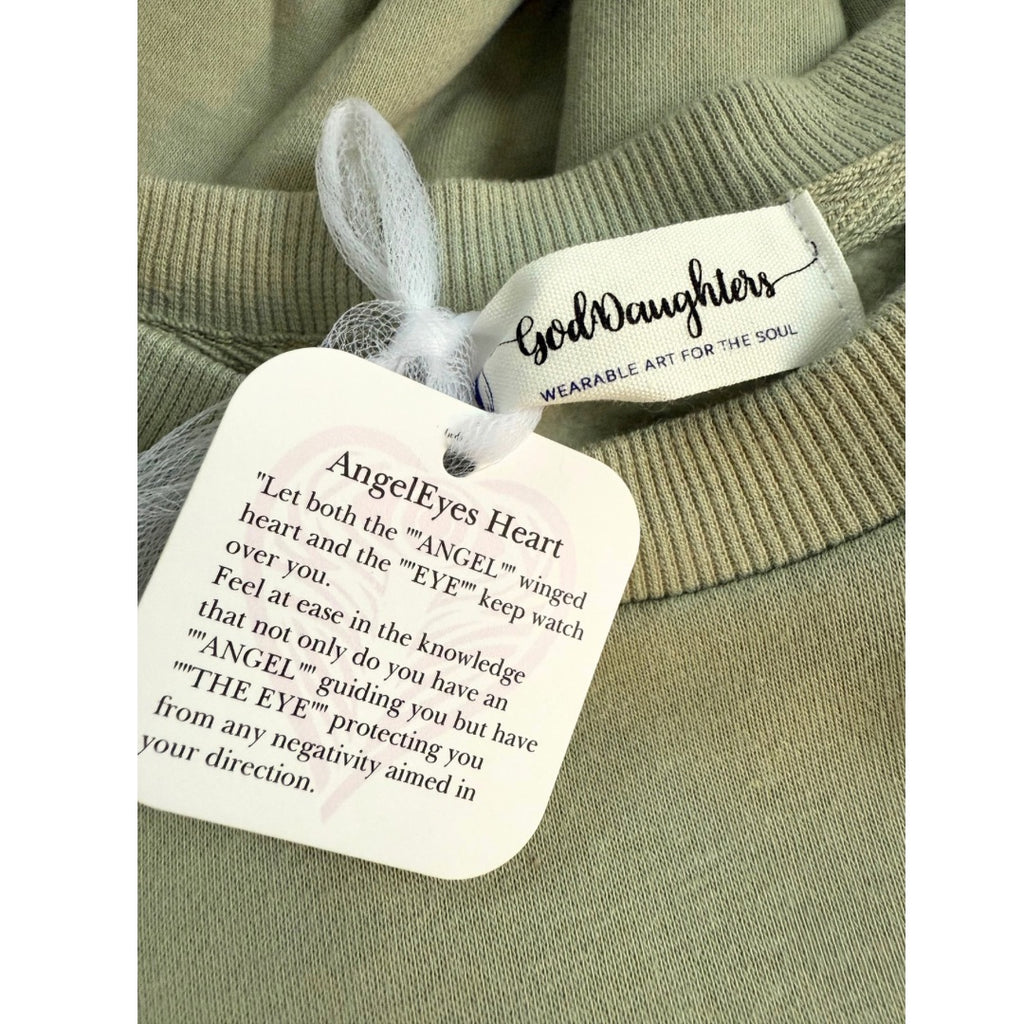 GodDaughters
WEARABLE ART FOR THE SOUL
AngelEyes Heart
"Let both the ""ANGEL"" winged
heart and the ""EYE"" keep watch
over you.
Feel at ease in the knowledge
that not only do you have an
""ANGEL"" guiding you but have
""THE EYE"" protecting you
from any negativity aimed in
your direction.